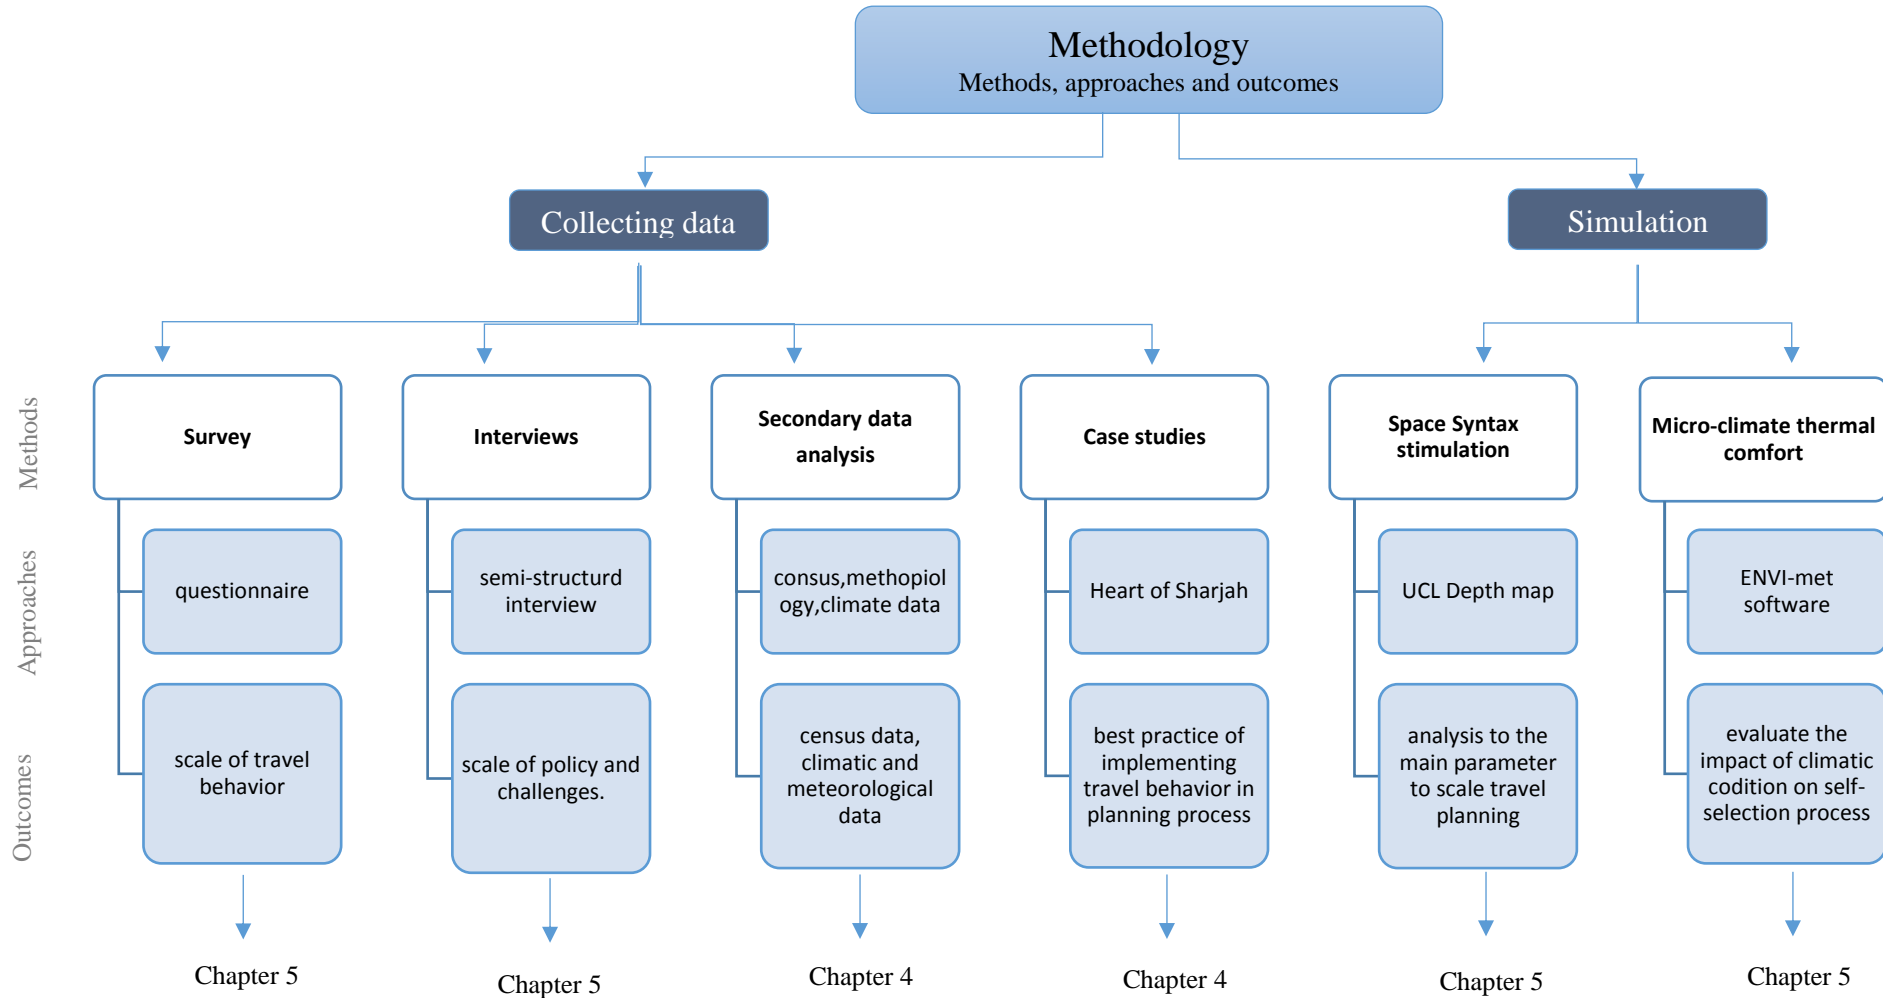 Methodology
Methods, approaches and outcomes
Collecting data
Simulation
Methods
Survey
Interviews
Secondary data
analysis
Case studies
Space Syntax
stimulation
Micro-climate thermal
comfort
Approaches
questionnaire
semi-structurd
interview
consus,methopiol
ogy,climate data
Heart of Sharjah
UCL Depth map
ENVI-met
software
Outcomes
scale of travel
behavior
scale of policy and
challenges.
census data,
climatic and
meteorological
data
best practice of
implementing
travel behavior in
planning process
analysis to the
main parameter
to scale travel
planning
evaluate the
impact of climatic
codition on self-
selection process
Chapter 5
Chapter 5
Chapter 4
Chapter 4
Chapter 5
Chapter 5